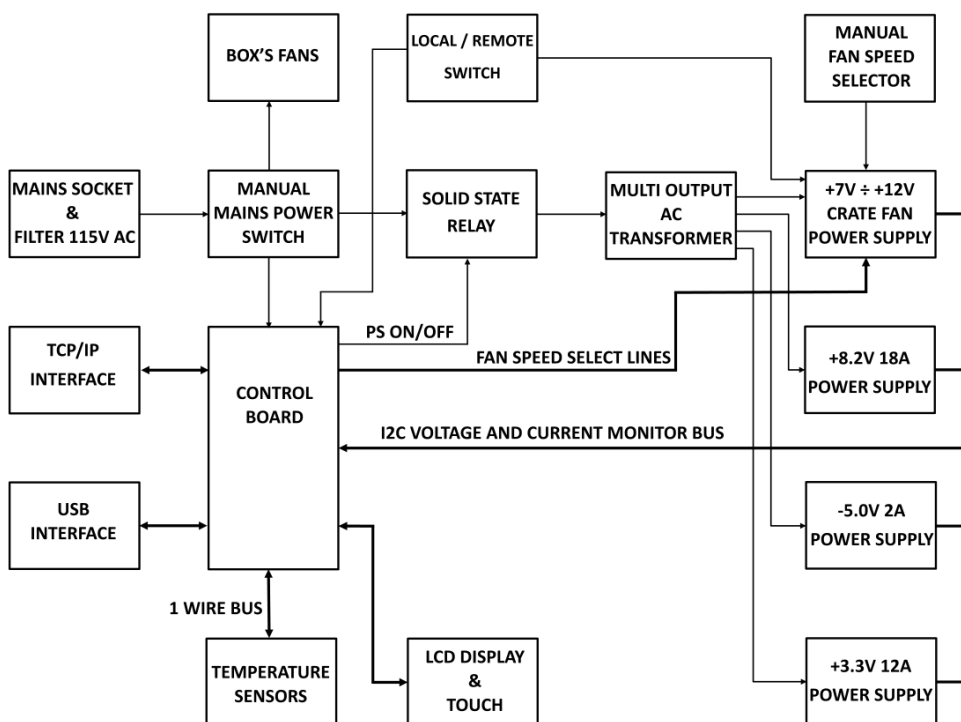 BOX'S FANS
LOCAL / REMOTE
SWITCH
MANUAL
FAN SPEED
SELECTOR
MAINS SOCKET
&
FILTER 115V AC
MANUAL
MAINS POWER
SWITCH
SOLID STATE
RELAY
MULTI OUTPUT
AC
TRANSFORMER
+7V ÷ +12V
CRATE FAN
POWER SUPPLY
PS ON/OFF
FAN SPEED SELECT LINES
TCP/IP
INTERFACE
CONTROL
BOARD
+8.2V 18A
POWER SUPPLY
I2C VOLTAGE AND CURRENT MONITOR BUS
USB
INTERFACE
-5.0V 2A
POWER SUPPLY
1 WIRE BUS
TEMPERATURE
SENSORS
LCD DISPLAY
&
TOUCH
+3.3V 12A
POWER SUPPLY